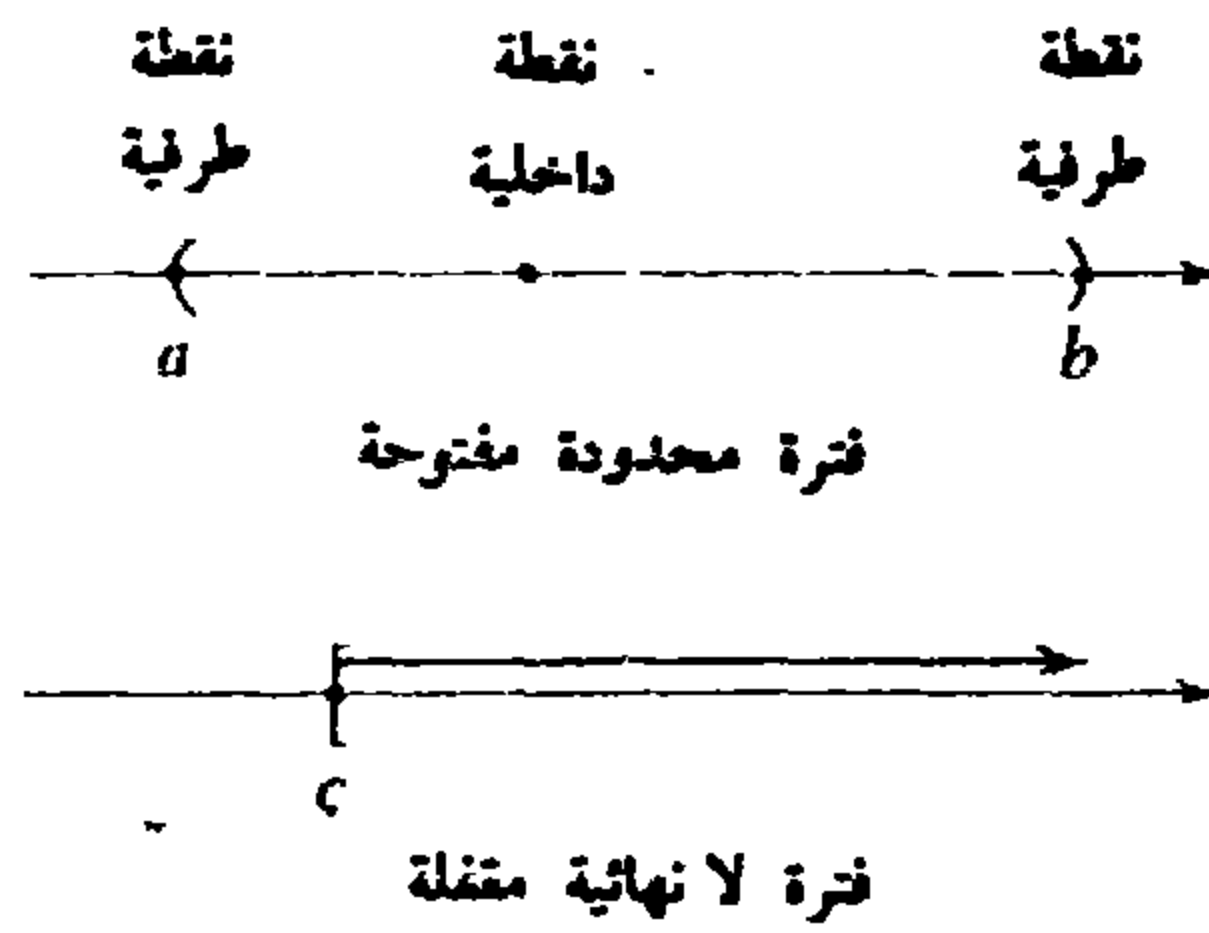 نقطة نقطة نقطة
طرفية داخلية طرفية
a b
فترة محدودة مفتوحة
c
فترة لا نهائية مقفلة